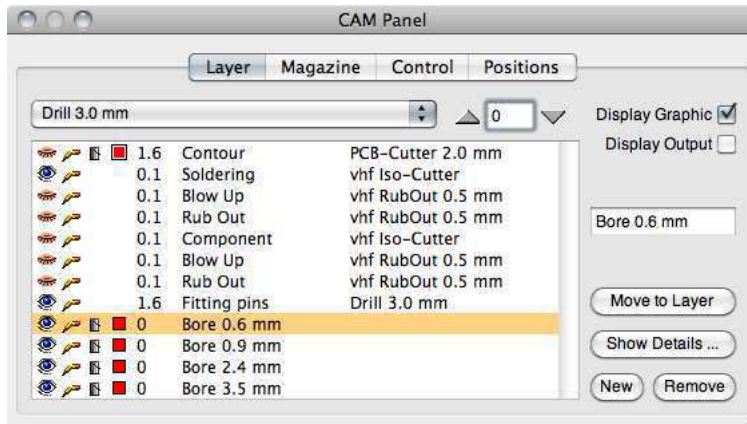 CAM Panel
Layer Magazine Control Positions
Drill 3.0 mm 0 Display Graphic
Display Output
1.6 Contour PCB-Cutter 2.0 mm
0.1 Soldering vhf Iso-Cutter
0.1 Blow Up vhf RubOut 0.5 mm
0.1 Rub Out vhf RubOut 0.5 mm
0.1 Component vhf Iso-Cutter
0.1 Blow Up vhf RubOut 0.5 mm
0.1 Rub Out vhf RubOut 0.5 mm
1.6 Fitting pins Drill 3.0 mm
0 Bore 0.6 mm
0 Bore 0.9 mm
0 Bore 2.4 mm
0 Bore 3.5 mm
Bore 0.6 mm
Move to Layer
Show Details ...
New Remove